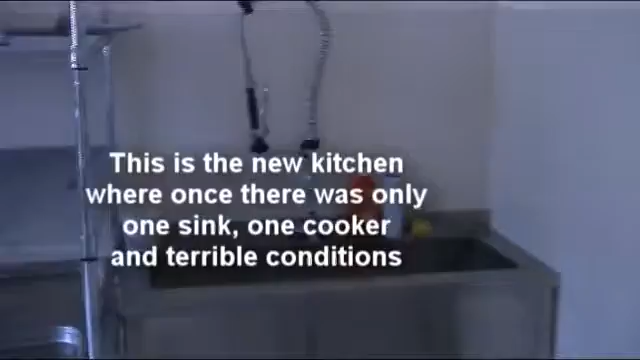 This is the new kitchen
where once there was only
one sink, one cooker
and terrible conditions